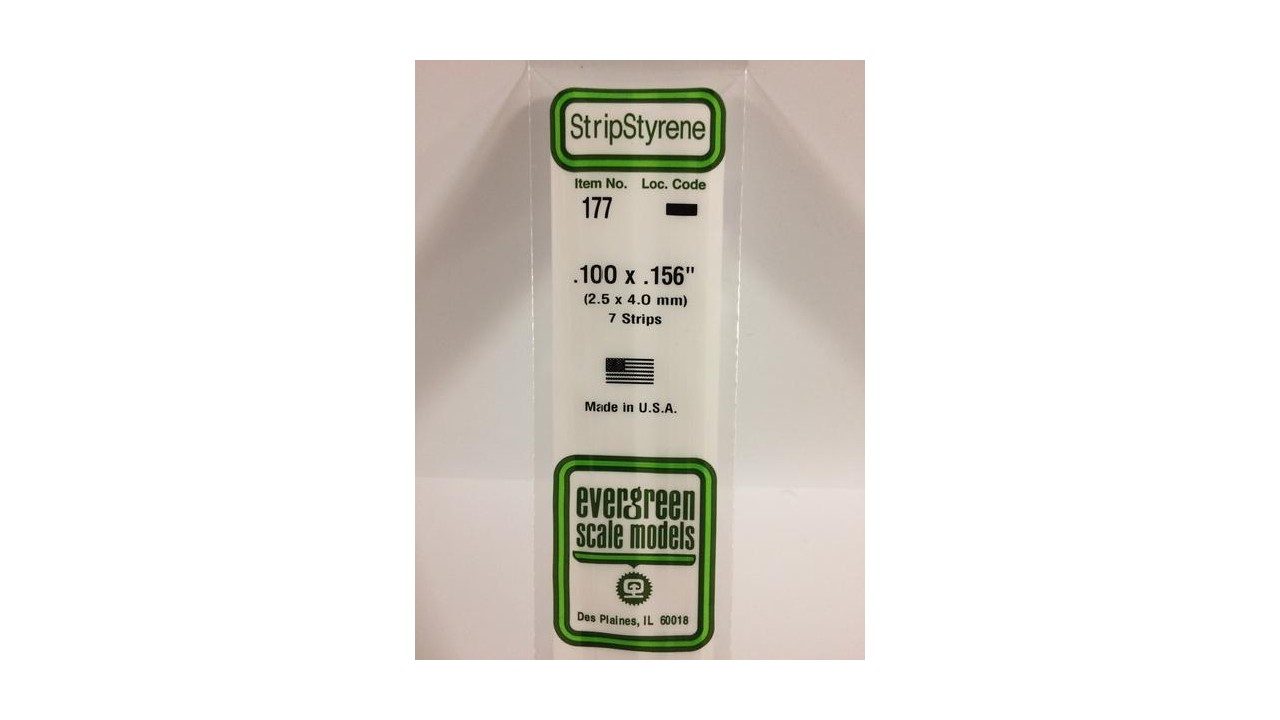 StripStyrene
Item No. Loc. Code
177
.100 x .156"
(2.5 x 4.0 mm)
7 Strips
Made in U.S.A.
evergreen
scale models
Des Plaines, IL 60018